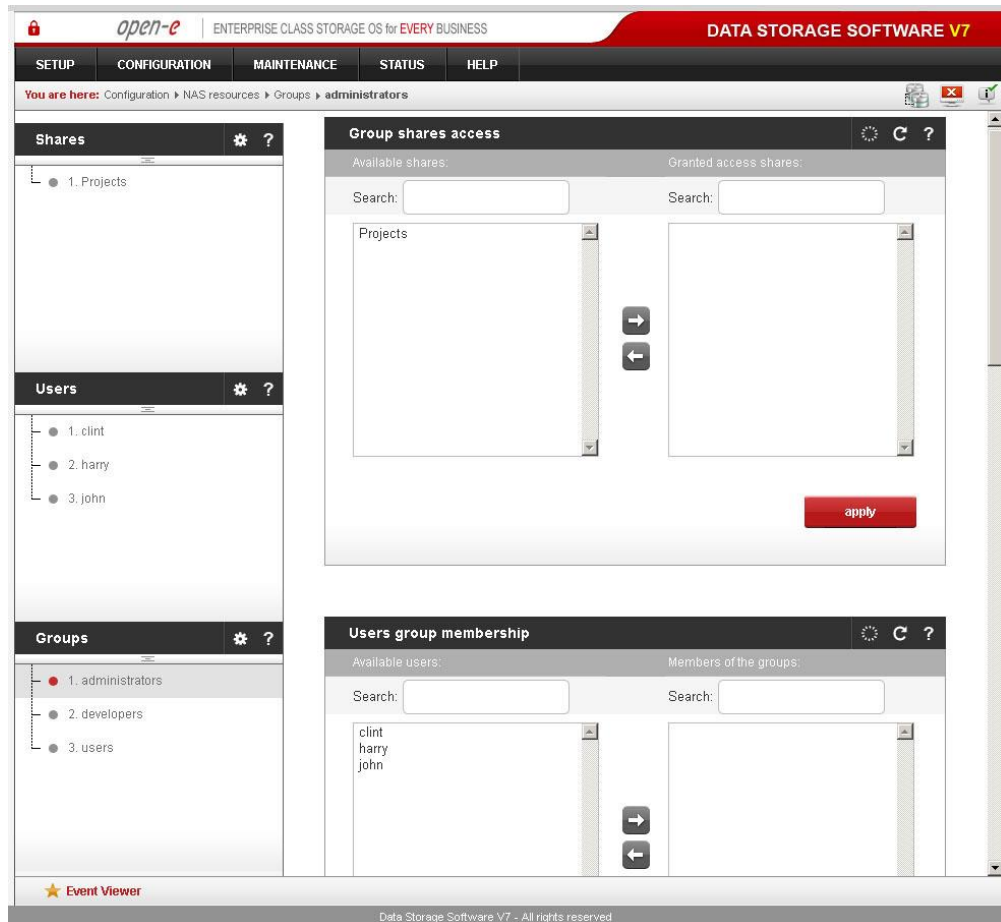 open-e ENTERPRISE CLASS STORAGE OS for EVERY BUSINESS DATA STORAGE SOFTWARE V7
SETUP CONFIGURATION MAINTENANCE STATUS HELP
You are here: Configuration NAS resources Groups administrators
Shares ?
1. Projects
Users ?
1. clint
2. harry
3. john
Groups ?
1. administrators
2. developers
3. users
Group shares access ?
Available shares: Granted access shares:
Search: Search:
Projects
apply
Users group membership ?
Available users: Members of the groups:
Search: Search:
clint
harry
john
Event Viewer
Data Storage Software V7 - All rights reserved